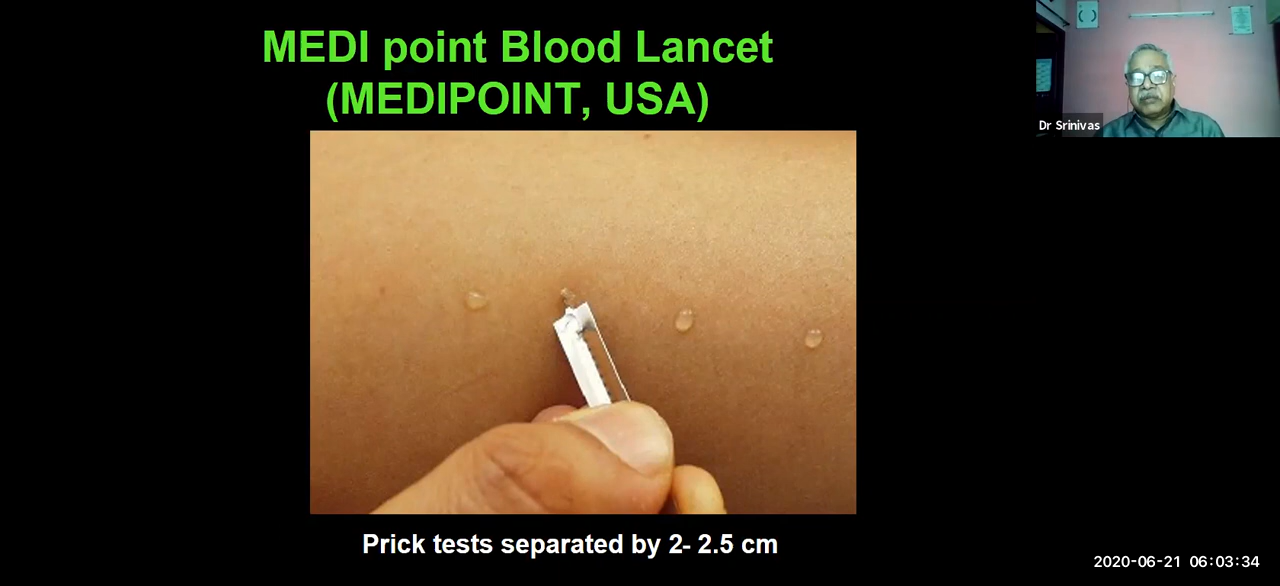 MEDI point Blood Lancet
(MEDIPOINT, USA)
Dr Srinivas
Prick tests separated by 2- 2.5 cm
2020-06-21 06:03:34